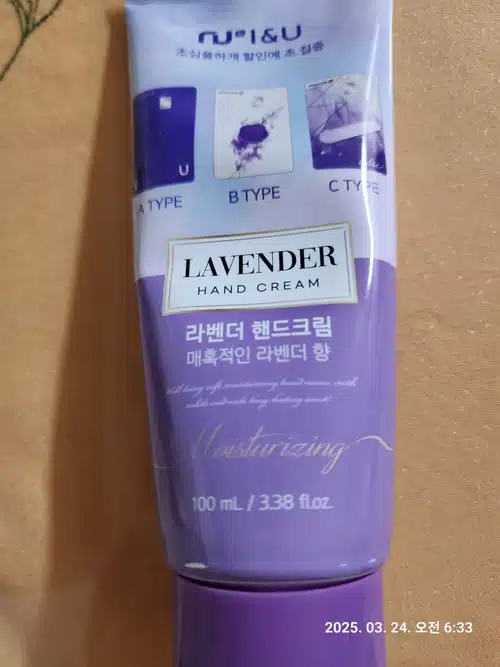 I&U
초심플하게 할인에 초집중
U
A TYPE
B TYPE
C TYPE
LAVENDER
HAND CREAM
라벤더 핸드크림
매혹적인 라벤더 향
Moisturizing
100 mL / 3.38 fl.oz.
2025. 03. 24. 오전 6:33